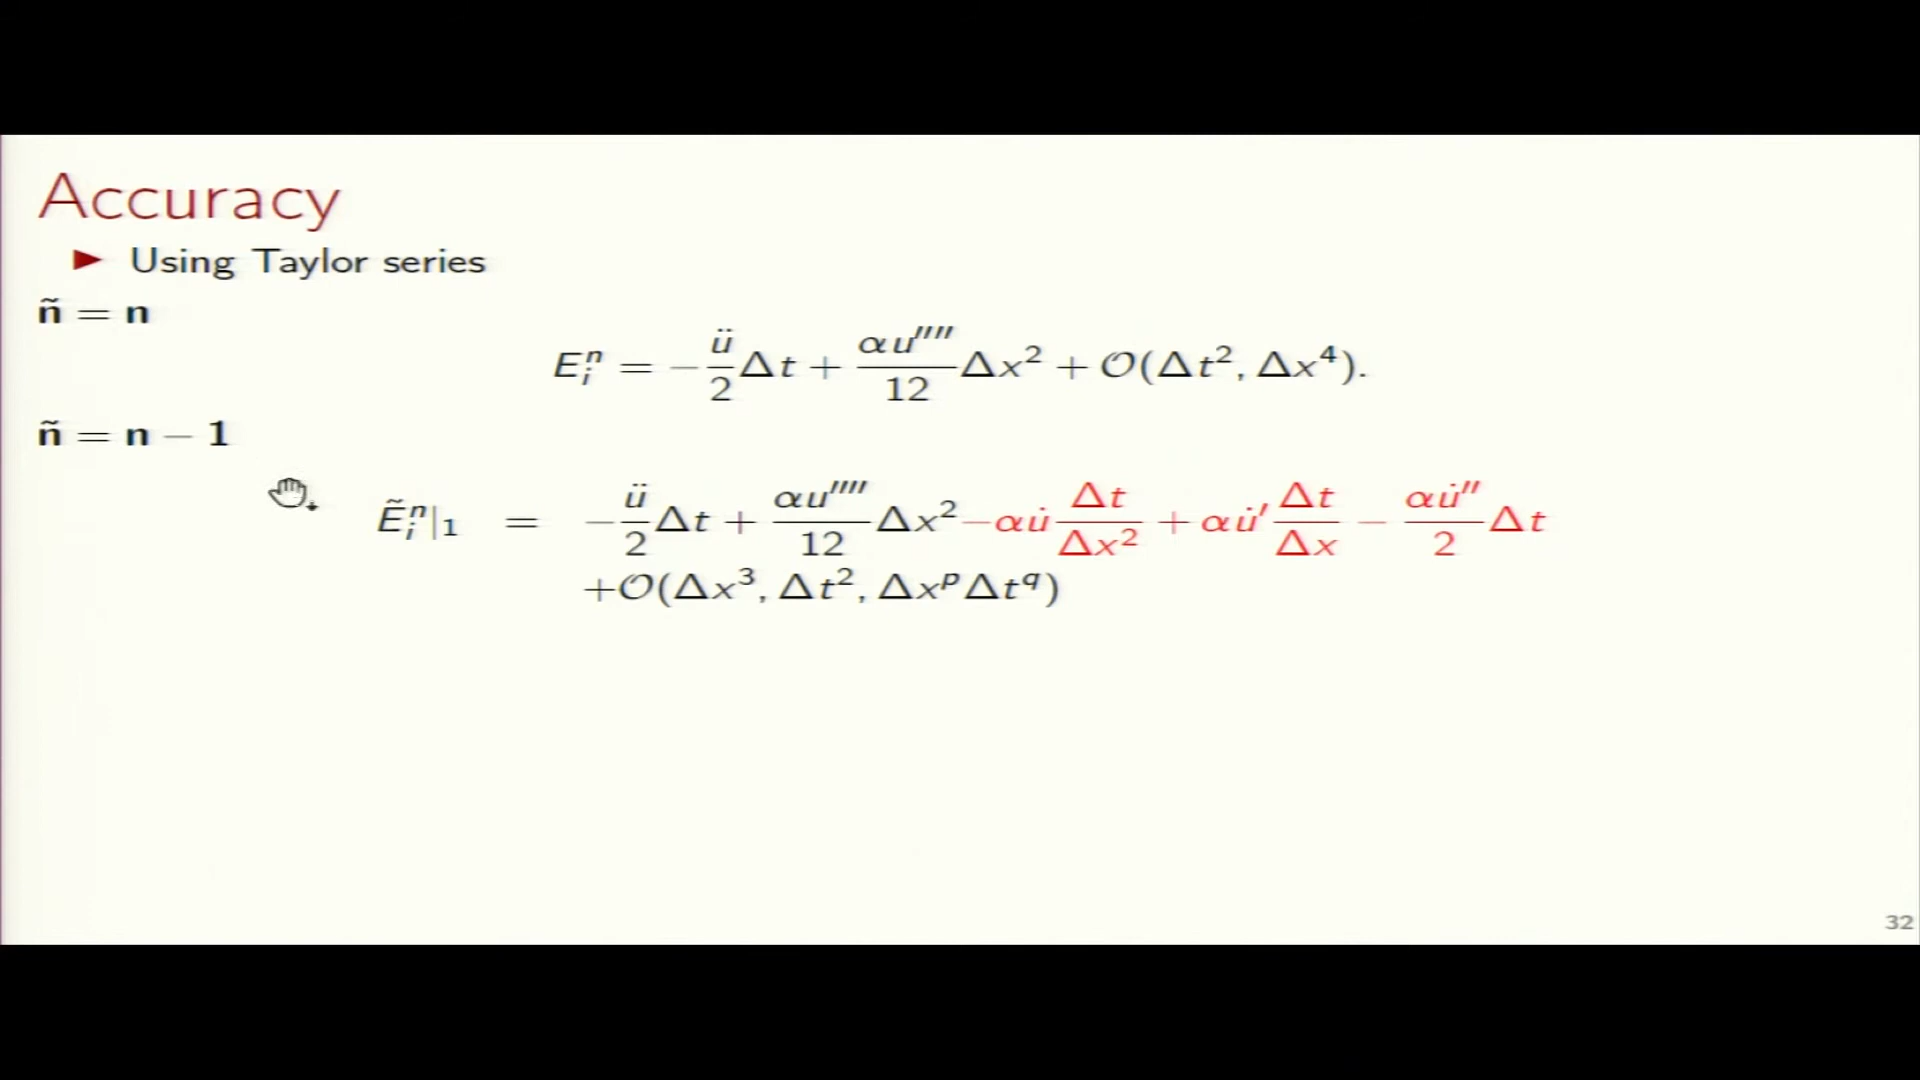 Accuracy
► Using Taylor series
ñ = n
E_i^n = −ü/2 Δt + αu′′′′/12 Δx² + 𝒪(Δt², Δx⁴).
ñ = n − 1
Ẽ_i^n|₁ = −ü/2 Δt + αu′′′′/12 Δx² −αu̇ Δt/Δx² + αu̇′ Δt/Δx − αu̇′′/2 Δt
+𝒪(Δx³, Δt², Δx^pΔt^q)
32